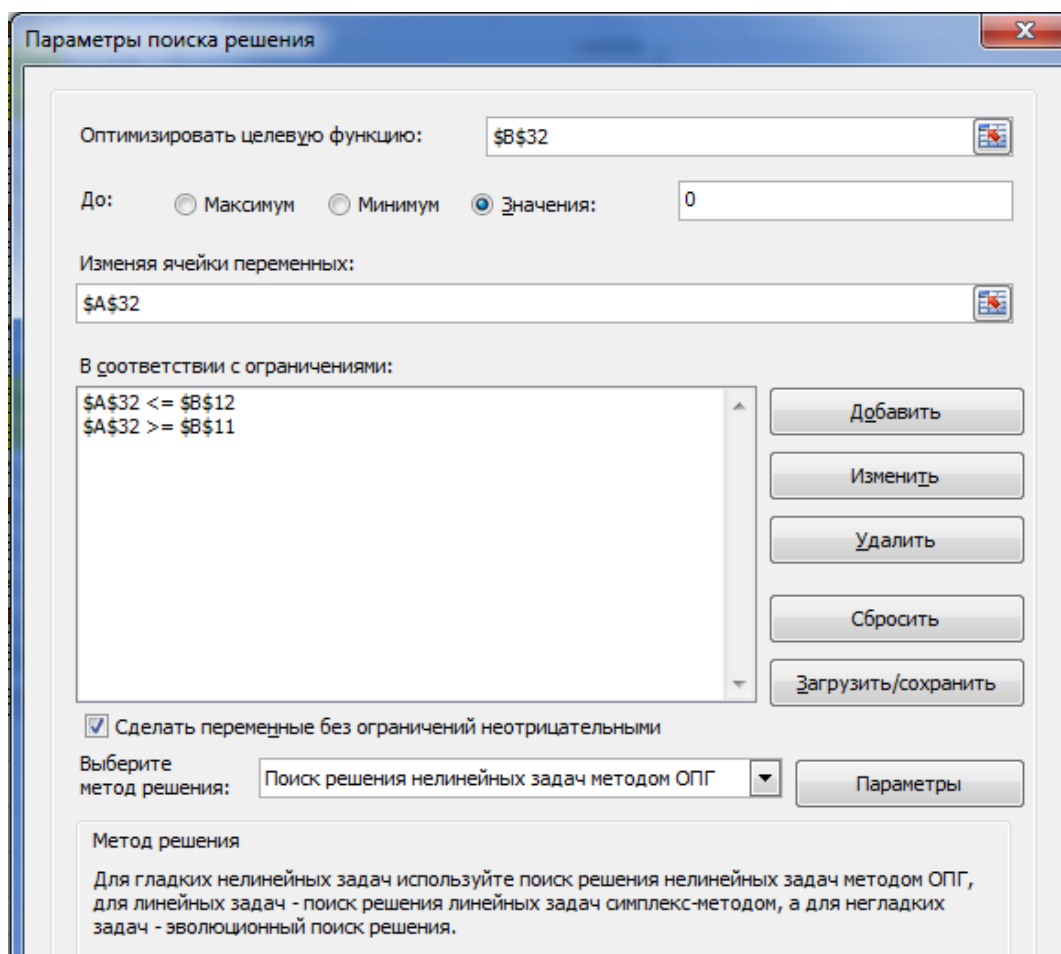 Параметры поиска решения
Оптимизировать целевую функцию:
$B$32
До:
Максимум
Минимум
Значения:
0
Изменяя ячейки переменных:
$A$32
В соответствии с ограничениями:
$A$32 <= $B$12
$A$32 >= $B$11
Добавить
Изменить
Удалить
Сбросить
Загрузить/сохранить
Сделать переменные без ограничений неотрицательными
Выберите
метод решения:
Поиск решения нелинейных задач методом ОПГ
Параметры
Метод решения
Для гладких нелинейных задач используйте поиск решения нелинейных задач методом ОПГ,
для линейных задач - поиск решения линейных задач симплекс-методом, а для негладких
задач - эволюционный поиск решения.